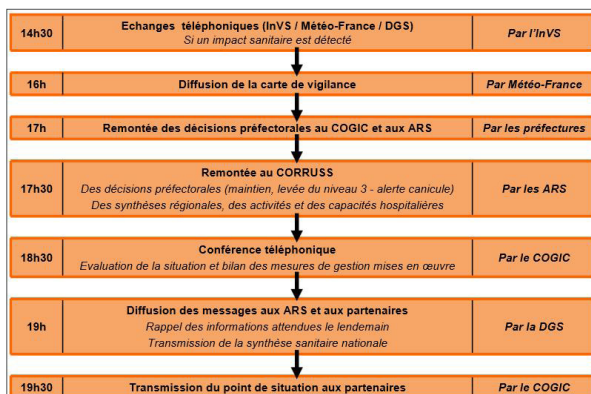 14h30
Echanges téléphoniques (InVS / Météo-France / DGS)
Si un impact sanitaire est détecté
Par l'InVS
16h
Diffusion de la carte de vigilance
Par Météo-France
17h
Remontée des décisions préfectorales au COGIC et aux ARS
Par les préfectures
17h30
Remontée au CORRUSS
Des décisions préfectorales (maintien, levée du niveau 3 - alerte canicule)
Des synthèses régionales, des activités et des capacités hospitalières
Par les ARS
18h30
Conférence téléphonique
Evaluation de la situation et bilan des mesures de gestion mises en œuvre
Par le COGIC
19h
Diffusion des messages aux ARS et aux partenaires
Rappel des informations attendues le lendemain
Transmission de la synthèse sanitaire nationale
Par la DGS
19h30
Transmission du point de situation aux partenaires
Par le COGIC